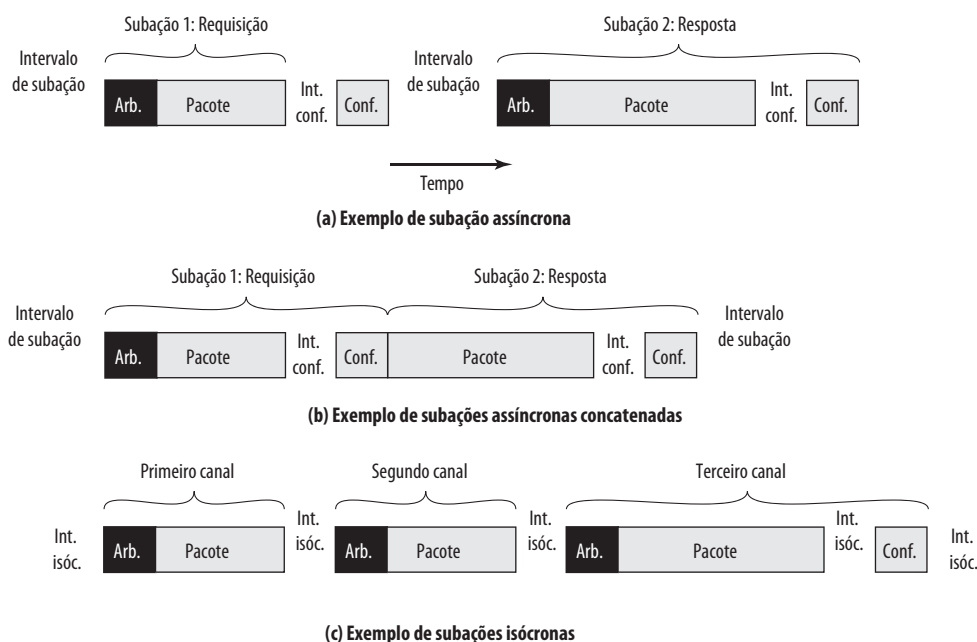 Subação 1: Requisição
Subação 2: Resposta
Intervalo
de subação
Arb.
Pacote
Int.
conf.
Conf.
Intervalo
de subação
Arb.
Pacote
Int.
conf.
Conf.
Tempo
(a) Exemplo de subação assíncrona
Subação 1: Requisição
Subação 2: Resposta
Intervalo
de subação
Arb.
Pacote
Int.
conf.
Conf.
Pacote
Int.
conf.
Conf.
Intervalo
de subação
(b) Exemplo de subações assíncronas concatenadas
Primeiro canal
Segundo canal
Terceiro canal
Int.
isóc.
Arb.
Pacote
Int.
isóc.
Arb.
Pacote
Int.
isóc.
Arb.
Pacote
Int.
isóc.
Conf.
Int.
isóc.
(c) Exemplo de subações isócronas